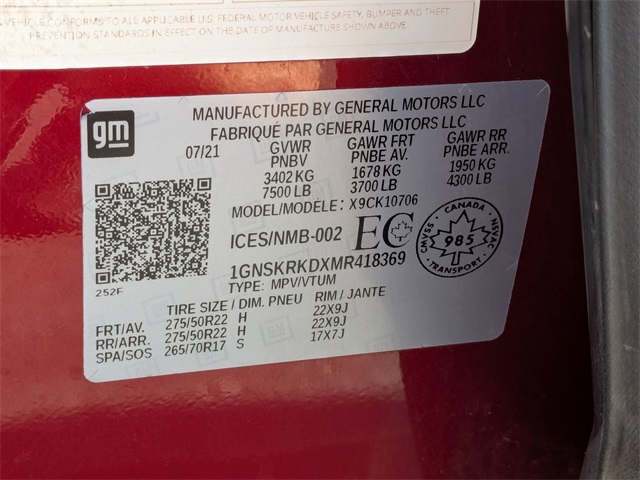 VEHICLE CONFORMS TO ALL APPLICABLE U.S. FEDERAL MOTOR VEHICLE SAFETY, BUMPER AND THEFT
PREVENTION STANDARDS IN EFFECT ON THE DATE OF MANUFACTURE SHOWN ABOVE
gm
MANUFACTURED BY GENERAL MOTORS LLC
FABRIQUÉ PAR GENERAL MOTORS LLC
07/21 GVWR GAWR FRT GAWR RR
PNBV PNBE AV. PNBE ARR.
3402 KG 1678 KG 1950 KG
7500 LB 3700 LB 4300 LB
MODEL/MODELE: X9CK10706
ICES/NMB-002 EC
CANADA
CMVSS 985 NSVAC
1GNSKRKDXMR418369
TYPE: MPV/VTUM
252F
TIRE SIZE / DIM. PNEU RIM / JANTE
FRT/AV. 275/50R22 H 22X9J
RR/ARR. 275/50R22 H 22X9J
SPA/SOS 265/70R17 S 17X7J